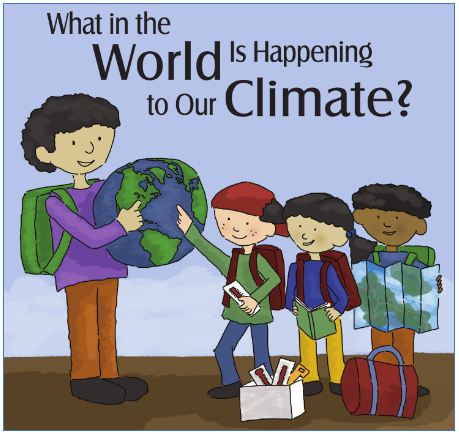 What in the
World Is Happening
to Our Climate?